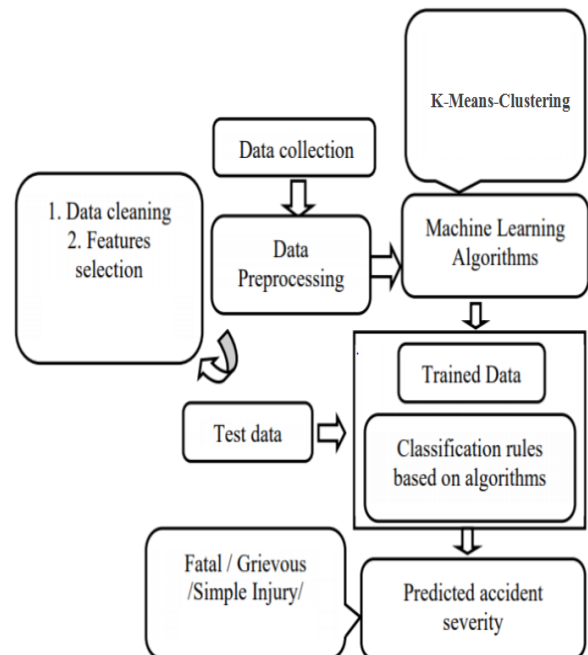 K-Means-Clustering
Data collection
1. Data cleaning
2. Features
selection
Data
Preprocessing
Machine Learning
Algorithms
Trained Data
Test data
Classification rules
based on algorithms
Fatal / Grievous
/Simple Injury/
Predicted accident
severity